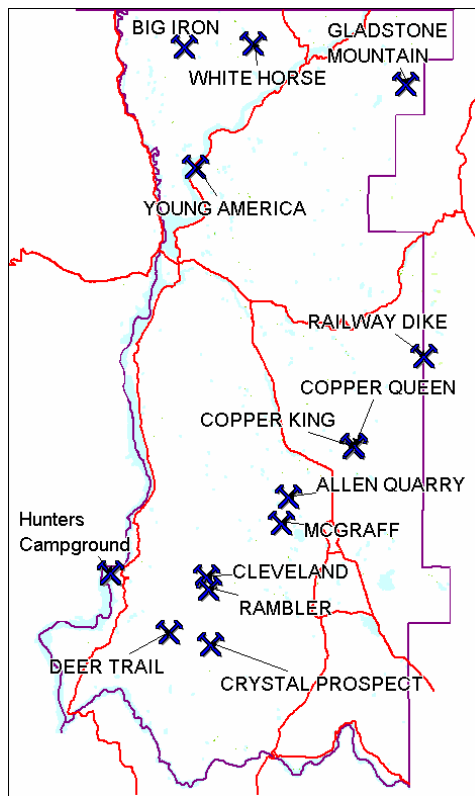 BIG IRON
WHITE HORSE
GLADSTONE
MOUNTAIN
YOUNG AMERICA
RAILWAY DIKE
COPPER QUEEN
COPPER KING
ALLEN QUARRY
MCGRAFF
Hunters
Campground
CLEVELAND
RAMBLER
DEER TRAIL
CRYSTAL PROSPECT